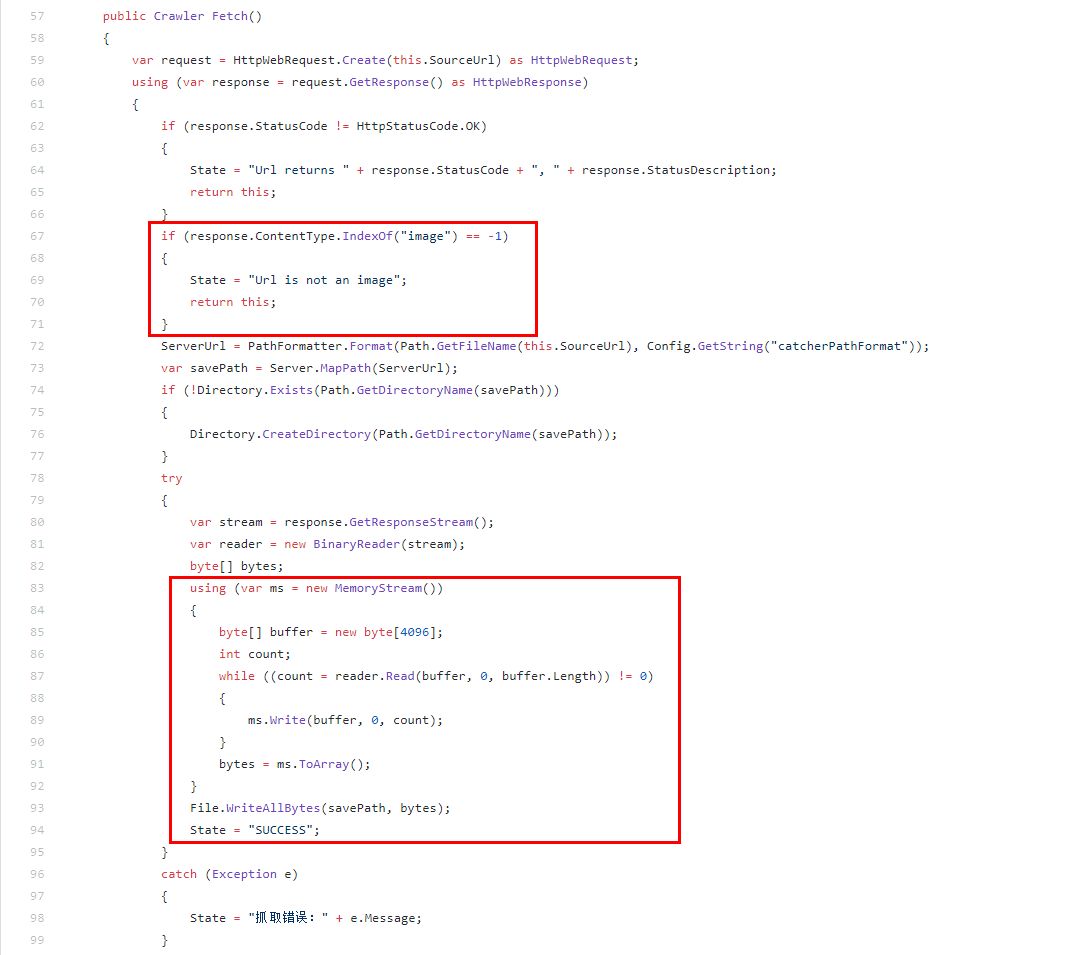 57 public Crawler Fetch()
58 {
59 var request = HttpWebRequest.Create(this.SourceUrl) as HttpWebRequest;
60 using (var response = request.GetResponse() as HttpWebResponse)
61 {
62 if (response.StatusCode != HttpStatusCode.OK)
63 {
64 State = "Url returns " + response.StatusCode + ", " + response.StatusDescription;
65 return this;
66 }
67 if (response.ContentType.IndexOf("image") == -1)
68 {
69 State = "Url is not an image";
70 return this;
71 }
72 ServerUrl = PathFormatter.Format(Path.GetFileName(this.SourceUrl), Config.GetString("catcherPathFormat"));
73 var savePath = Server.MapPath(ServerUrl);
74 if (!Directory.Exists(Path.GetDirectoryName(savePath)))
75 {
76 Directory.CreateDirectory(Path.GetDirectoryName(savePath));
77 }
78 try
79 {
80 var stream = response.GetResponseStream();
81 var reader = new BinaryReader(stream);
82 byte[] bytes;
83 using (var ms = new MemoryStream())
84 {
85 byte[] buffer = new byte[4096];
86 int count;
87 while ((count = reader.Read(buffer, 0, buffer.Length)) != 0)
88 {
89 ms.Write(buffer, 0, count);
90 }
91 bytes = ms.ToArray();
92 }
93 File.WriteAllBytes(savePath, bytes);
94 State = "SUCCESS";
95 }
96 catch (Exception e)
97 {
98 State = "抓取错误：" + e.Message;
99 }